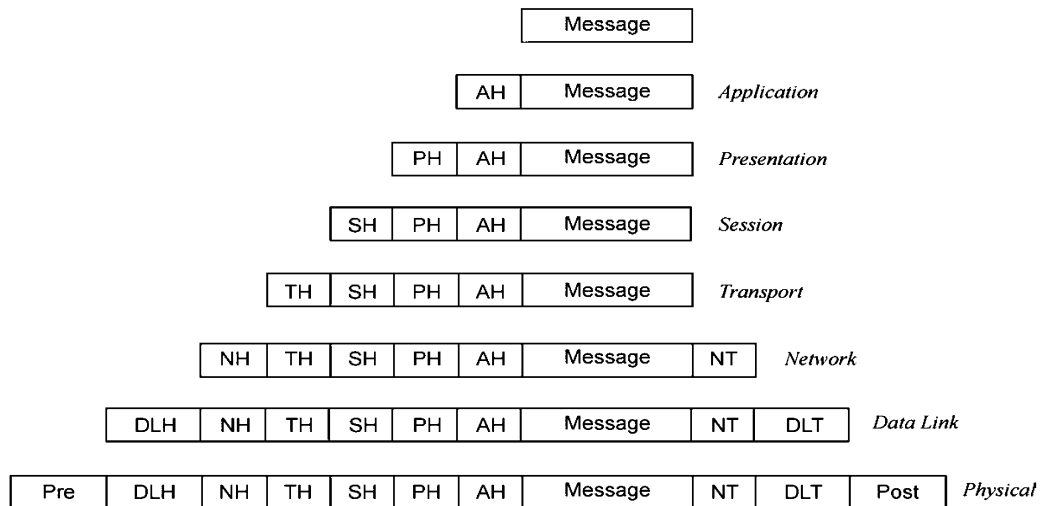 Message
AH Message Application
PH AH Message Presentation
SH PH AH Message Session
TH SH PH AH Message Transport
NH TH SH PH AH Message NT Network
DLH NH TH SH PH AH Message NT DLT Data Link
Pre DLH NH TH SH PH AH Message NT DLT Post Physical